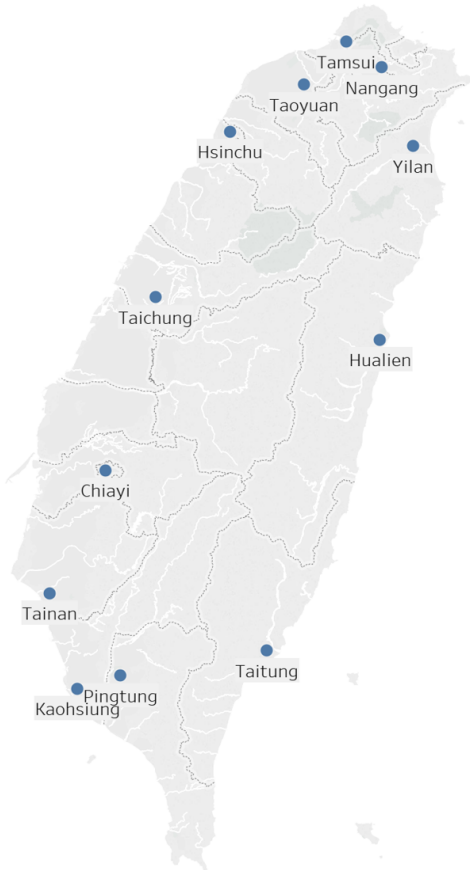 Tamsui
Nangang
Taoyuan
Hsinchu
Yilan
Taichung
Hualien
Chiayi
Tainan
Taitung
Pingtung
Kaohsiung